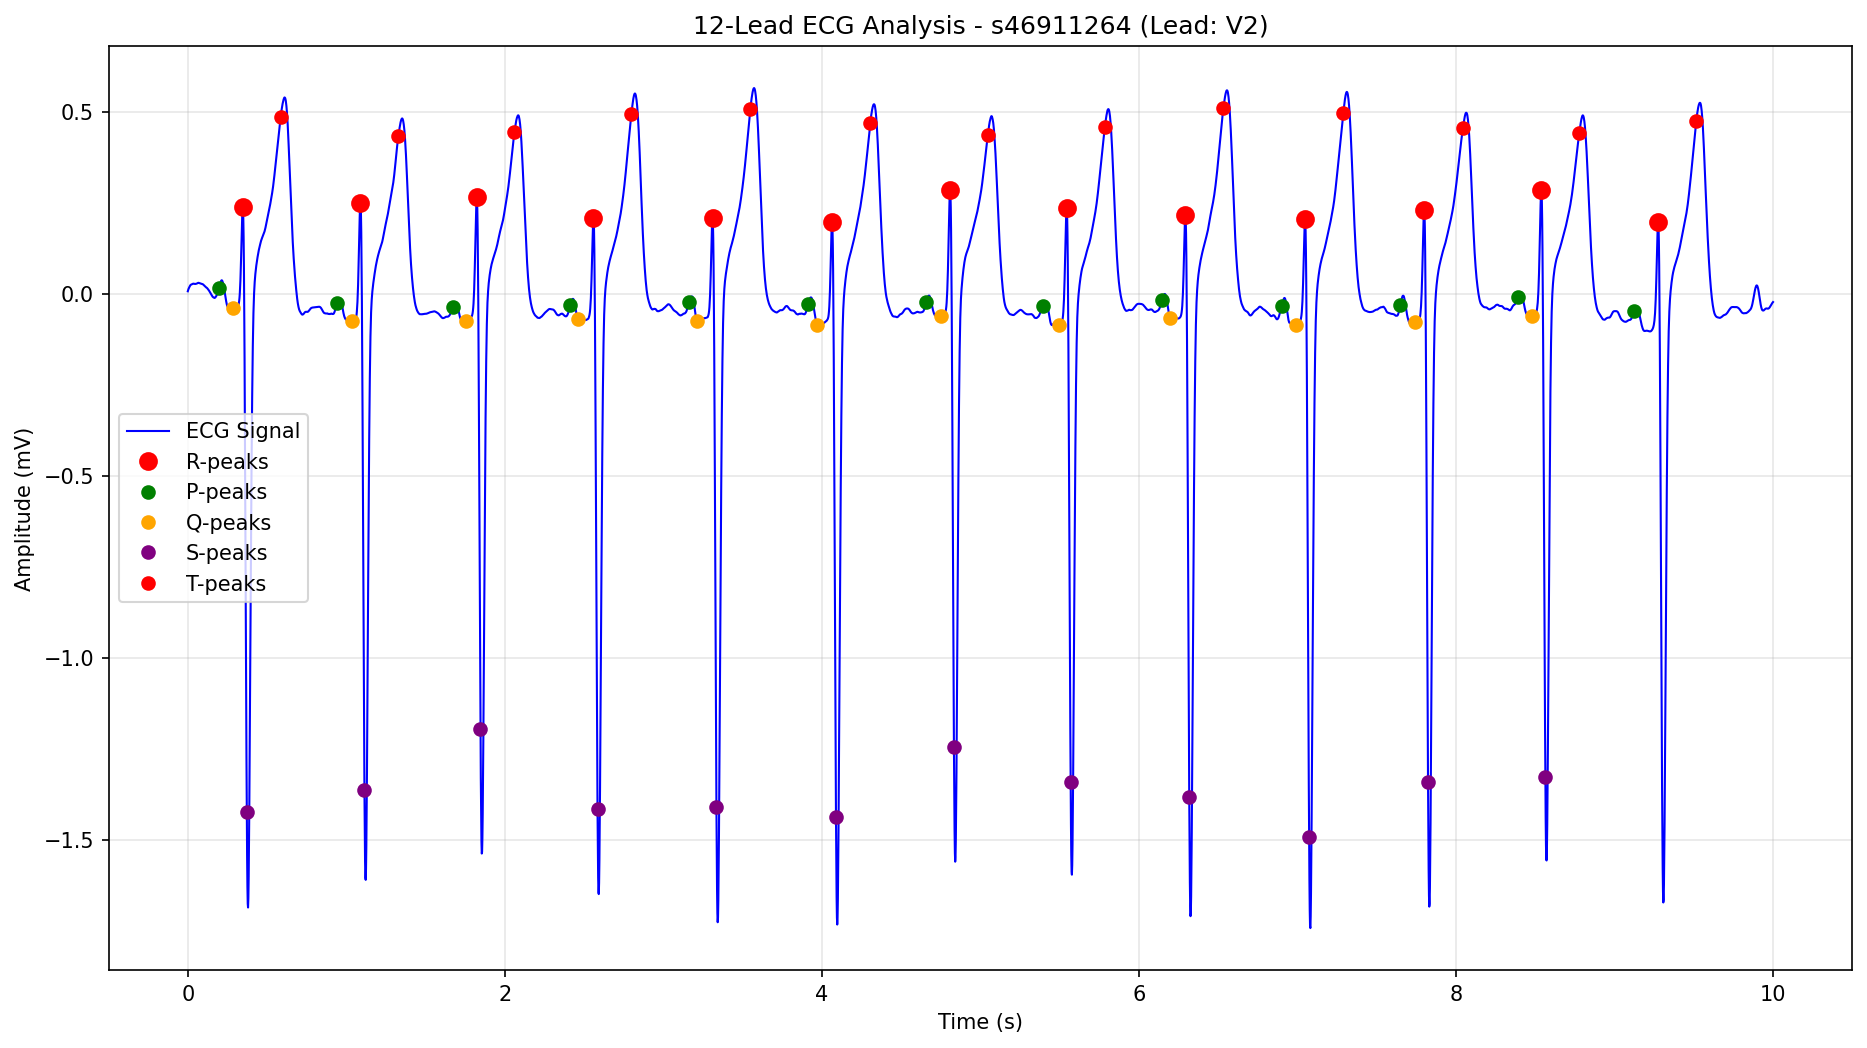 12-Lead ECG Analysis - s46911264 (Lead: V2)
Amplitude (mV)
0.5
0.0
−0.5
−1.0
−1.5
ECG Signal
R-peaks
P-peaks
Q-peaks
S-peaks
T-peaks
0 2 4 6 8 10
Time (s)